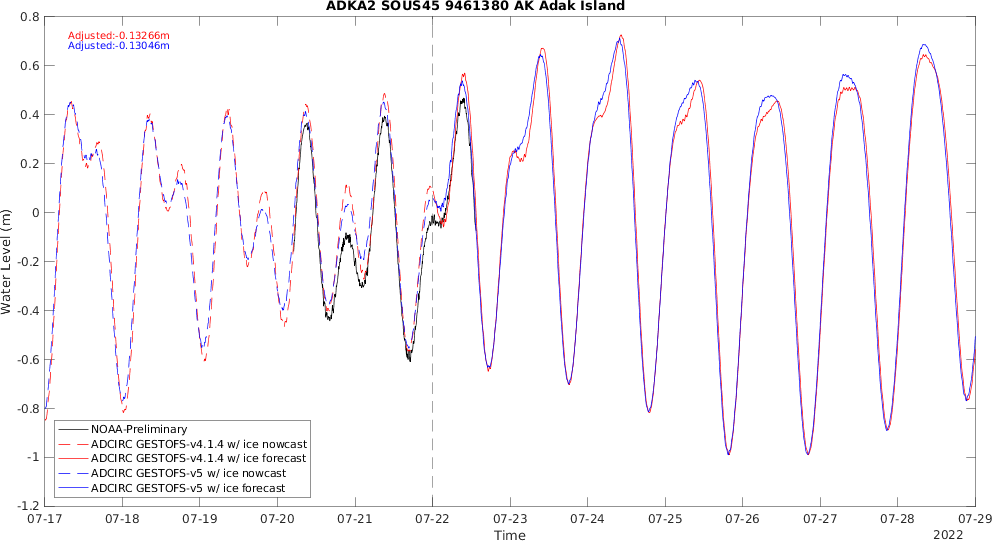 ADKA2 SOUS45 9461380 AK Adak Island
Adjusted:-0.13266m
Adjusted:-0.13046m
0.8
0.6
0.4
0.2
0
-0.2
-0.4
-0.6
-0.8
-1
-1.2
Water Level (m)
NOAA-Preliminary
ADCIRC GESTOFS-v4.1.4 w/ ice nowcast
ADCIRC GESTOFS-v4.1.4 w/ ice forecast
ADCIRC GESTOFS-v5 w/ ice nowcast
ADCIRC GESTOFS-v5 w/ ice forecast
07-17 07-18 07-19 07-20 07-21 07-22 07-23 07-24 07-25 07-26 07-27 07-28 07-29
Time
2022